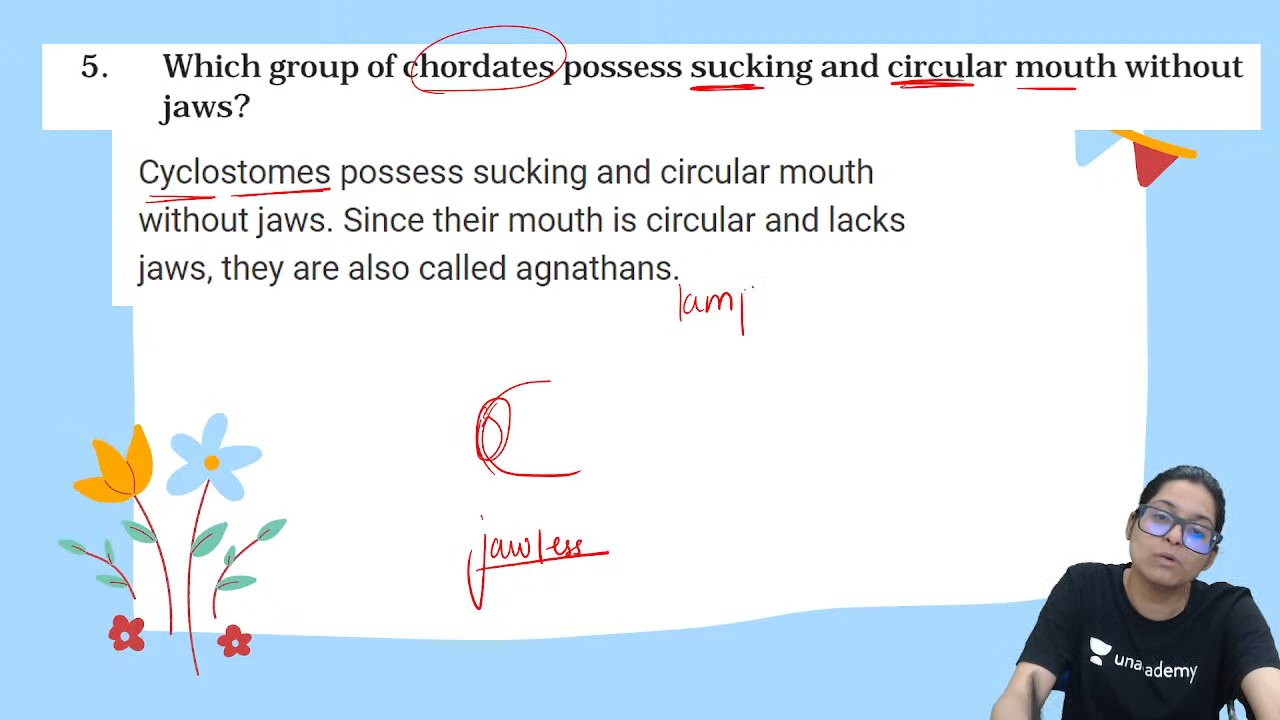 5. Which group of chordates possess sucking and circular mouth without
jaws?
Cyclostomes possess sucking and circular mouth
without jaws. Since their mouth is circular and lacks
jaws, they are also called agnathans.
lamp
jawless
unacademy